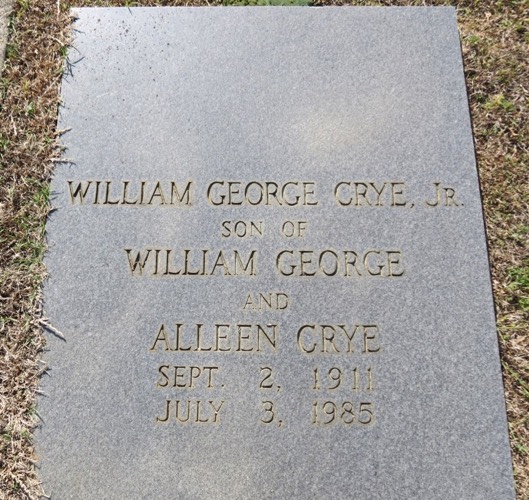 WILLIAM GEORGE CRYE, JR.
SON OF
WILLIAM GEORGE
AND
ALLEEN CRYE
SEPT. 2, 1911
JULY 3, 1985